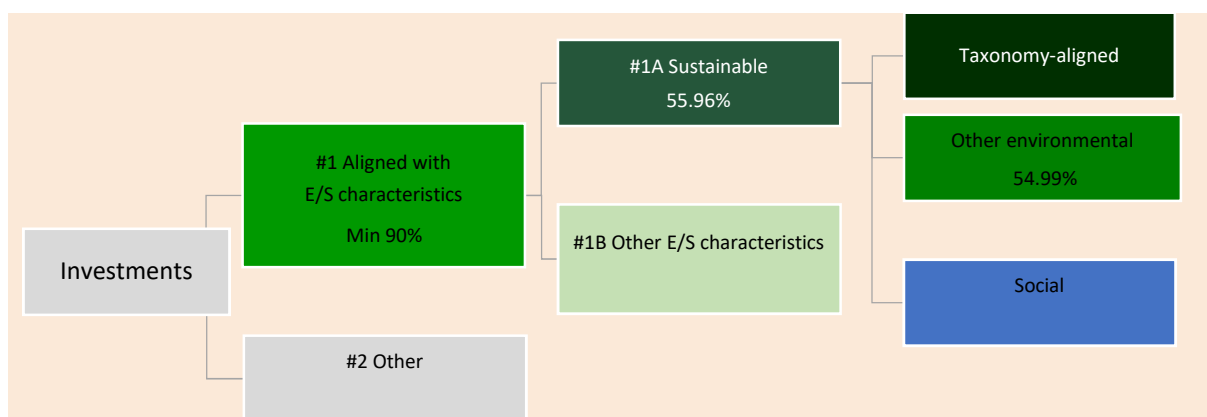 Investments
#1 Aligned with
E/S characteristics
Min 90%
#2 Other
#1A Sustainable
55.96%
#1B Other E/S characteristics
Taxonomy-aligned
Other environmental
54.99%
Social